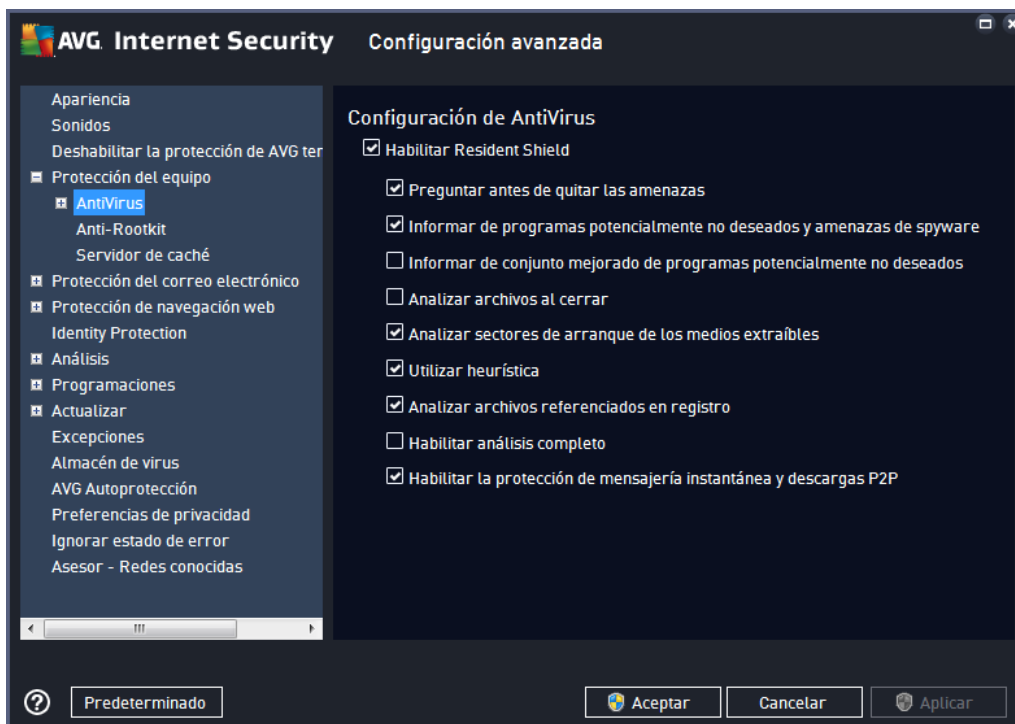 AVG. Internet Security Configuración avanzada
Apariencia
Sonidos
Deshabilitar la protección de AVG ter
Protección del equipo
AntiVirus
Anti-Rootkit
Servidor de caché
Protección del correo electrónico
Protección de navegación web
Identity Protection
Análisis
Programaciones
Actualizar
Excepciones
Almacén de virus
AVG Autoprotección
Preferencias de privacidad
Ignorar estado de error
Asesor - Redes conocidas
Configuración de AntiVirus
Habilitar Resident Shield
Preguntar antes de quitar las amenazas
Informar de programas potencialmente no deseados y amenazas de spyware
Informar de conjunto mejorado de programas potencialmente no deseados
Analizar archivos al cerrar
Analizar sectores de arranque de los medios extraíbles
Utilizar heurística
Analizar archivos referenciados en registro
Habilitar análisis completo
Habilitar la protección de mensajería instantánea y descargas P2P
Predeterminado
Aceptar
Cancelar
Aplicar